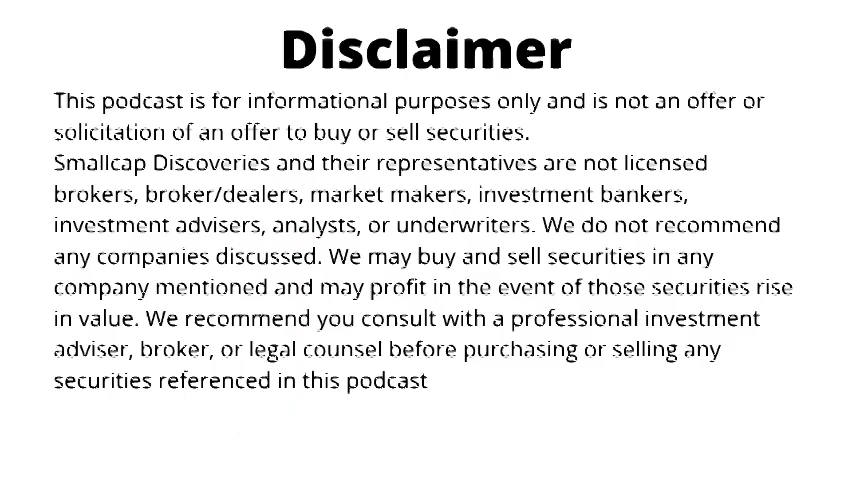 Disclaimer
This podcast is for informational purposes only and is not an offer or
solicitation of an offer to buy or sell securities.
Smallcap Discoveries and their representatives are not licensed
brokers, broker/dealers, market makers, investment bankers,
investment advisers, analysts, or underwriters. We do not recommend
any companies discussed. We may buy and sell securities in any
company mentioned and may profit in the event of those securities rise
in value. We recommend you consult with a professional investment
adviser, broker, or legal counsel before purchasing or selling any
securities referenced in this podcast